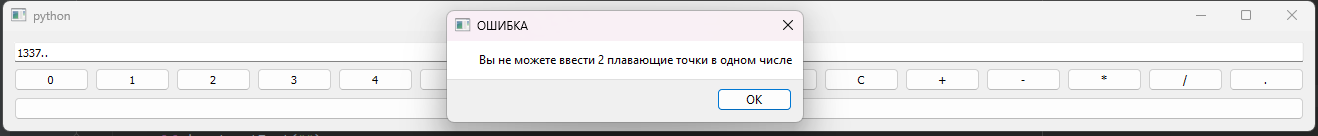 python
ОШИБКА
1337..
Вы не можете ввести 2 плавающие точки в одном числе
0 1 2 3 4 C + - * / .
OK